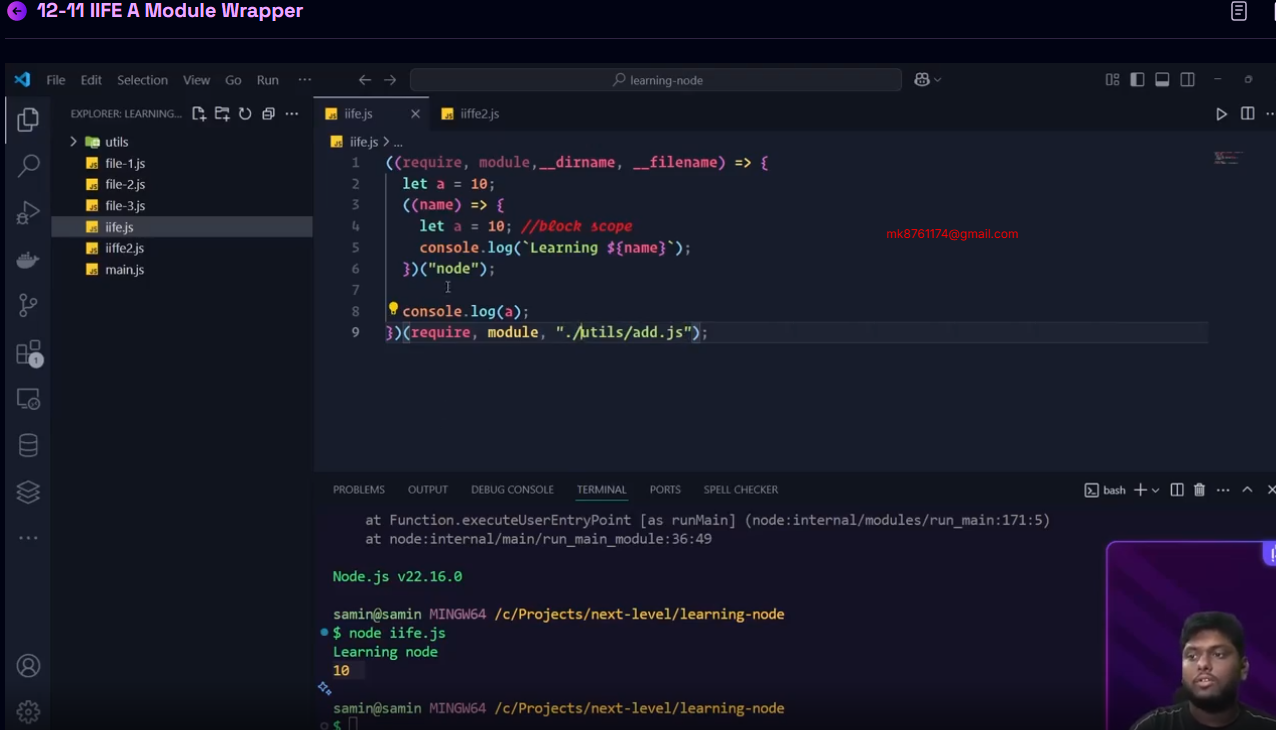 12-11 IIFE A Module Wrapper
File Edit Selection View Go Run ··· learning-node
EXPLORER: LEARNING... ···
utils
file-1.js
file-2.js
file-3.js
iife.js
iiffe2.js
main.js
iife.js iiffe2.js
iife.js > ...
1 ((require, module,__dirname, __filename) => {
2 let a = 10;
3 ((name) => {
4 let a = 10; //block scope
5 console.log(`Learning ${name}`);
6 })("node");
7
8 console.log(a);
9 })(require, module, "./utils/add.js");
mk8761174@gmail.com
1
PROBLEMS OUTPUT DEBUG CONSOLE TERMINAL PORTS SPELL CHECKER bash
at Function.executeUserEntryPoint [as runMain] (node:internal/modules/run_main:171:5)
at node:internal/main/run_main_module:36:49
Node.js v22.16.0
samin@samin MINGW64 /c/Projects/next-level/learning-node
$ node iife.js
Learning node
10
samin@samin MINGW64 /c/Projects/next-level/learning-node
$